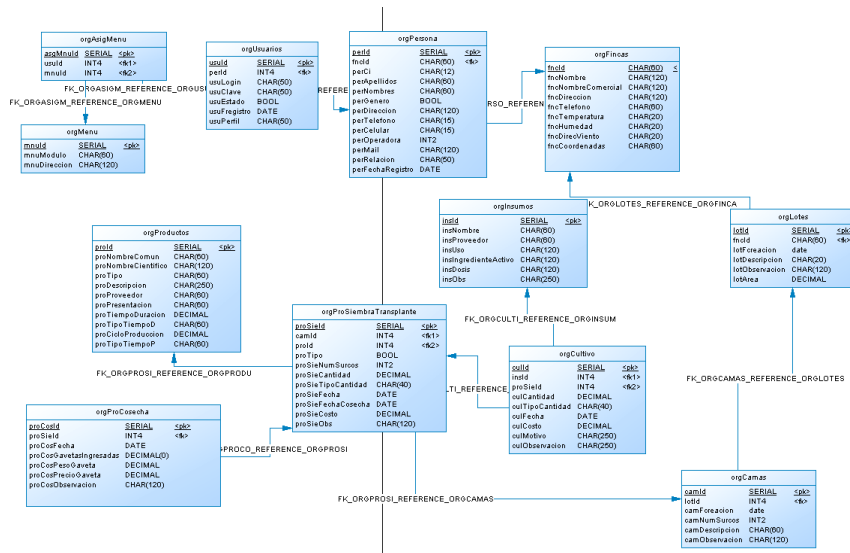 orgAsigMenu
asgMnuId SERIAL <pk>
usuId INT4 <fk1>
mnuId INT4 <fk2>
FK_ORGASIGM_REFERENCE_ORGUS
FK_ORGASIGM_REFERENCE_ORGMENU
orgMenu
mnuId SERIAL <pk>
mnuModulo CHAR(60)
mnuDireccion CHAR(120)
orgUsuarios
usuId SERIAL <pk>
perId INT4 <fk>
usuLogin CHAR(50)
usuClave CHAR(50)
usuEstado BOOL
usuFregistro DATE
usuPerfil CHAR(50)
REFERE
orgPersona
perId SERIAL <pk>
fncId CHAR(60) <fk>
perCi CHAR(12)
perApellidos CHAR(60)
perNombres CHAR(60)
perGenero BOOL
perDireccion CHAR(120)
perTelefono CHAR(15)
perCelular CHAR(15)
perOperadora INT2
perMail CHAR(120)
perRelacion CHAR(50)
perFechaRegistro DATE
RSO_REFEREN
orgFincas
fncId CHAR(60) <
fncNombre CHAR(120)
fncNombreComercial CHAR(120)
fncDireccion CHAR(120)
fncTelefono CHAR(60)
fncTemperatura CHAR(20)
fncHumedad CHAR(20)
fncDirecViento CHAR(20)
fncCoordenadas CHAR(60)
K_ORGLOTES_REFERENCE_ORGFINCA
orgInsumos
insId SERIAL <pk>
insNombre CHAR(60)
insProveedor CHAR(60)
insUso CHAR(120)
insIngredienteActivo CHAR(120)
insDosis CHAR(120)
insObs CHAR(250)
orgLotes
lotId SERIAL <pk>
fncId CHAR(60) <fk>
lotFcreacion date
lotDescripcion CHAR(20)
lotObservacion CHAR(120)
lotArea DECIMAL
orgProductos
proId SERIAL <pk>
proNombreComun CHAR(60)
proNombreCientifico CHAR(120)
proTipo CHAR(60)
proDescripcion CHAR(250)
proProveedor CHAR(60)
proPresentacion CHAR(60)
proTiempoDuracion DECIMAL
proTipoTiempoD CHAR(60)
proCicloProduccion DECIMAL
proTipoTiempoP CHAR(60)
FK_ORGPROSI_REFERENCE_ORGPRODU
orgProSiembraTransplante
proSieId SERIAL <pk>
camId INT4 <fk1>
proId INT4 <fk2>
proTipo BOOL
proSieNumSurcos INT2
proSieCantidad DECIMAL
proSieTipoCantidad CHAR(40)
proSieFecha DATE
proSieFechaCosecha DATE
proSieCosto DECIMAL
proSieObs CHAR(120)
FK_ORGCULTI_REFERENCE_ORGINSUM
LTI_REFERENCE_
orgCultivo
culId SERIAL <pk>
insId INT4 <fk1>
proSieId INT4 <fk2>
culCantidad DECIMAL
culTipoCantidad CHAR(40)
culFecha DATE
culCosto DECIMAL
culMotivo CHAR(250)
culObservacion CHAR(250)
FK_ORGCAMAS_REFERENCE_ORGLOTES
orgProCosecha
proCosId SERIAL <pk>
proSieId INT4 <fk>
proCosFecha DATE
proCosGavetasIngresadas DECIMAL(0)
proCosPesoGaveta DECIMAL
proCosPrecioGaveta DECIMAL
proCosObservacion CHAR(120)
PROCO_REFERENCE_ORGPROSI
FK_ORGPROSI_REFERENCE_ORGCAMAS
orgCamas
camId SERIAL <pk>
lotId INT4 <fk>
camFcreacion date
camNumSurcos INT2
camDescripcion CHAR(60)
camObservacion CHAR(120)